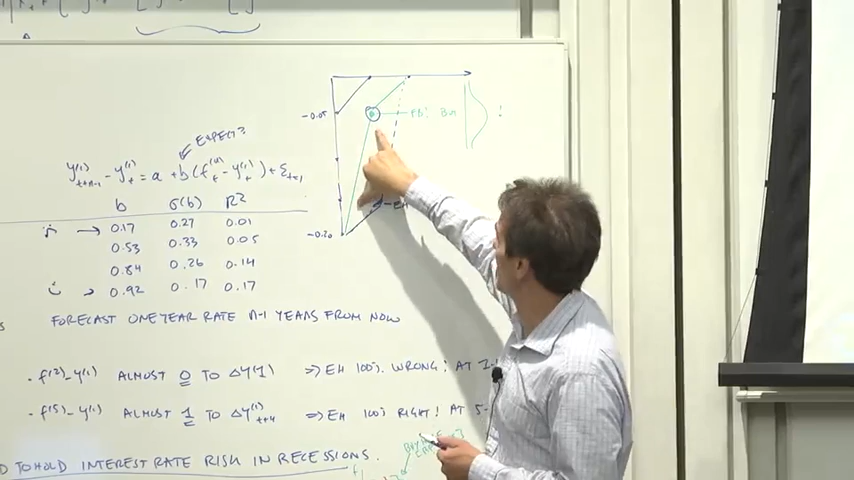 EXPECT?
y(1)t+n-1 - y(1)t = a + b(f(n)t - y(1)t) + εt+1
b σ(b) R2
0.17 0.27 0.01
0.53 0.33 0.05
0.84 0.26 0.14
0.92 0.17 0.17
FORECAST ONE YEAR RATE n-1 YEARS FROM NOW
· f(2)-y(1) ALMOST 0 TO Δy(1) ⇒ EH 100% WRONG! AT 1-
· f(5)-y(1) ALMOST 1 TO Δy(1)t+4 ⇒ EH 100% RIGHT! AT 5-
D TO HOLD INTEREST RATE RISK IN RECESSIONS.
-0.05
!
-0.20